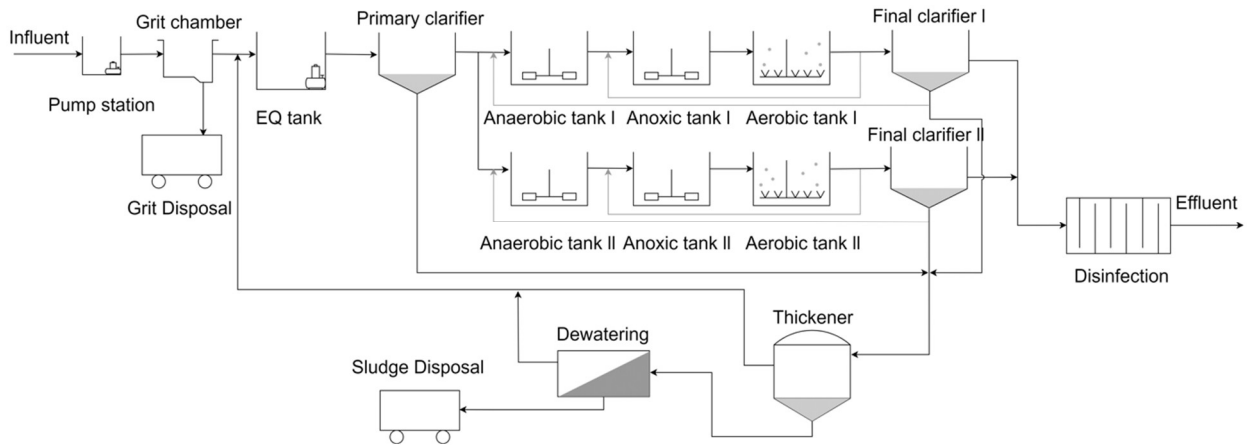 Influent
Pump station
Grit chamber
Grit Disposal
EQ tank
Primary clarifier
Anaerobic tank I
Anoxic tank I
Aerobic tank I
Final clarifier I
Anaerobic tank II
Anoxic tank II
Aerobic tank II
Final clarifier II
Disinfection
Effluent
Thickener
Dewatering
Sludge Disposal